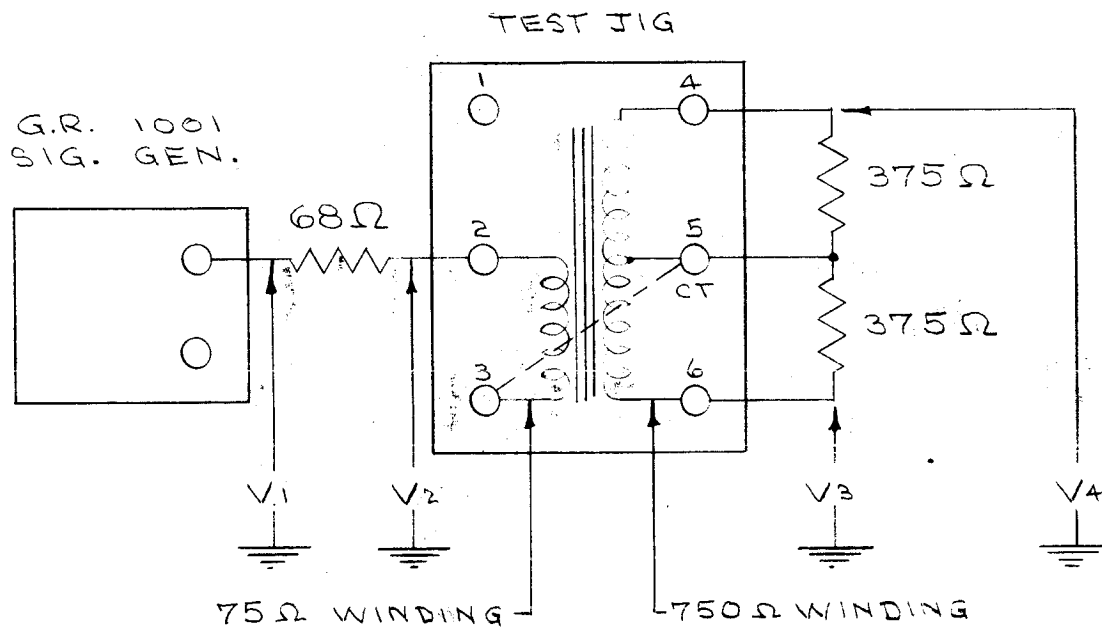 TEST JIG
G.R. 1001
SIG. GEN.
68Ω
1
2
3
4
5
CT
6
375Ω
375Ω
V1
V2
V3
V4
75Ω WINDING
750Ω WINDING